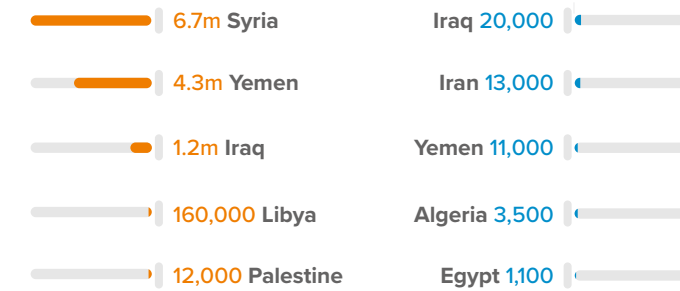 6.7m Syria
4.3m Yemen
1.2m Iraq
160,000 Libya
12,000 Palestine
Iraq 20,000
Iran 13,000
Yemen 11,000
Algeria 3,500
Egypt 1,100